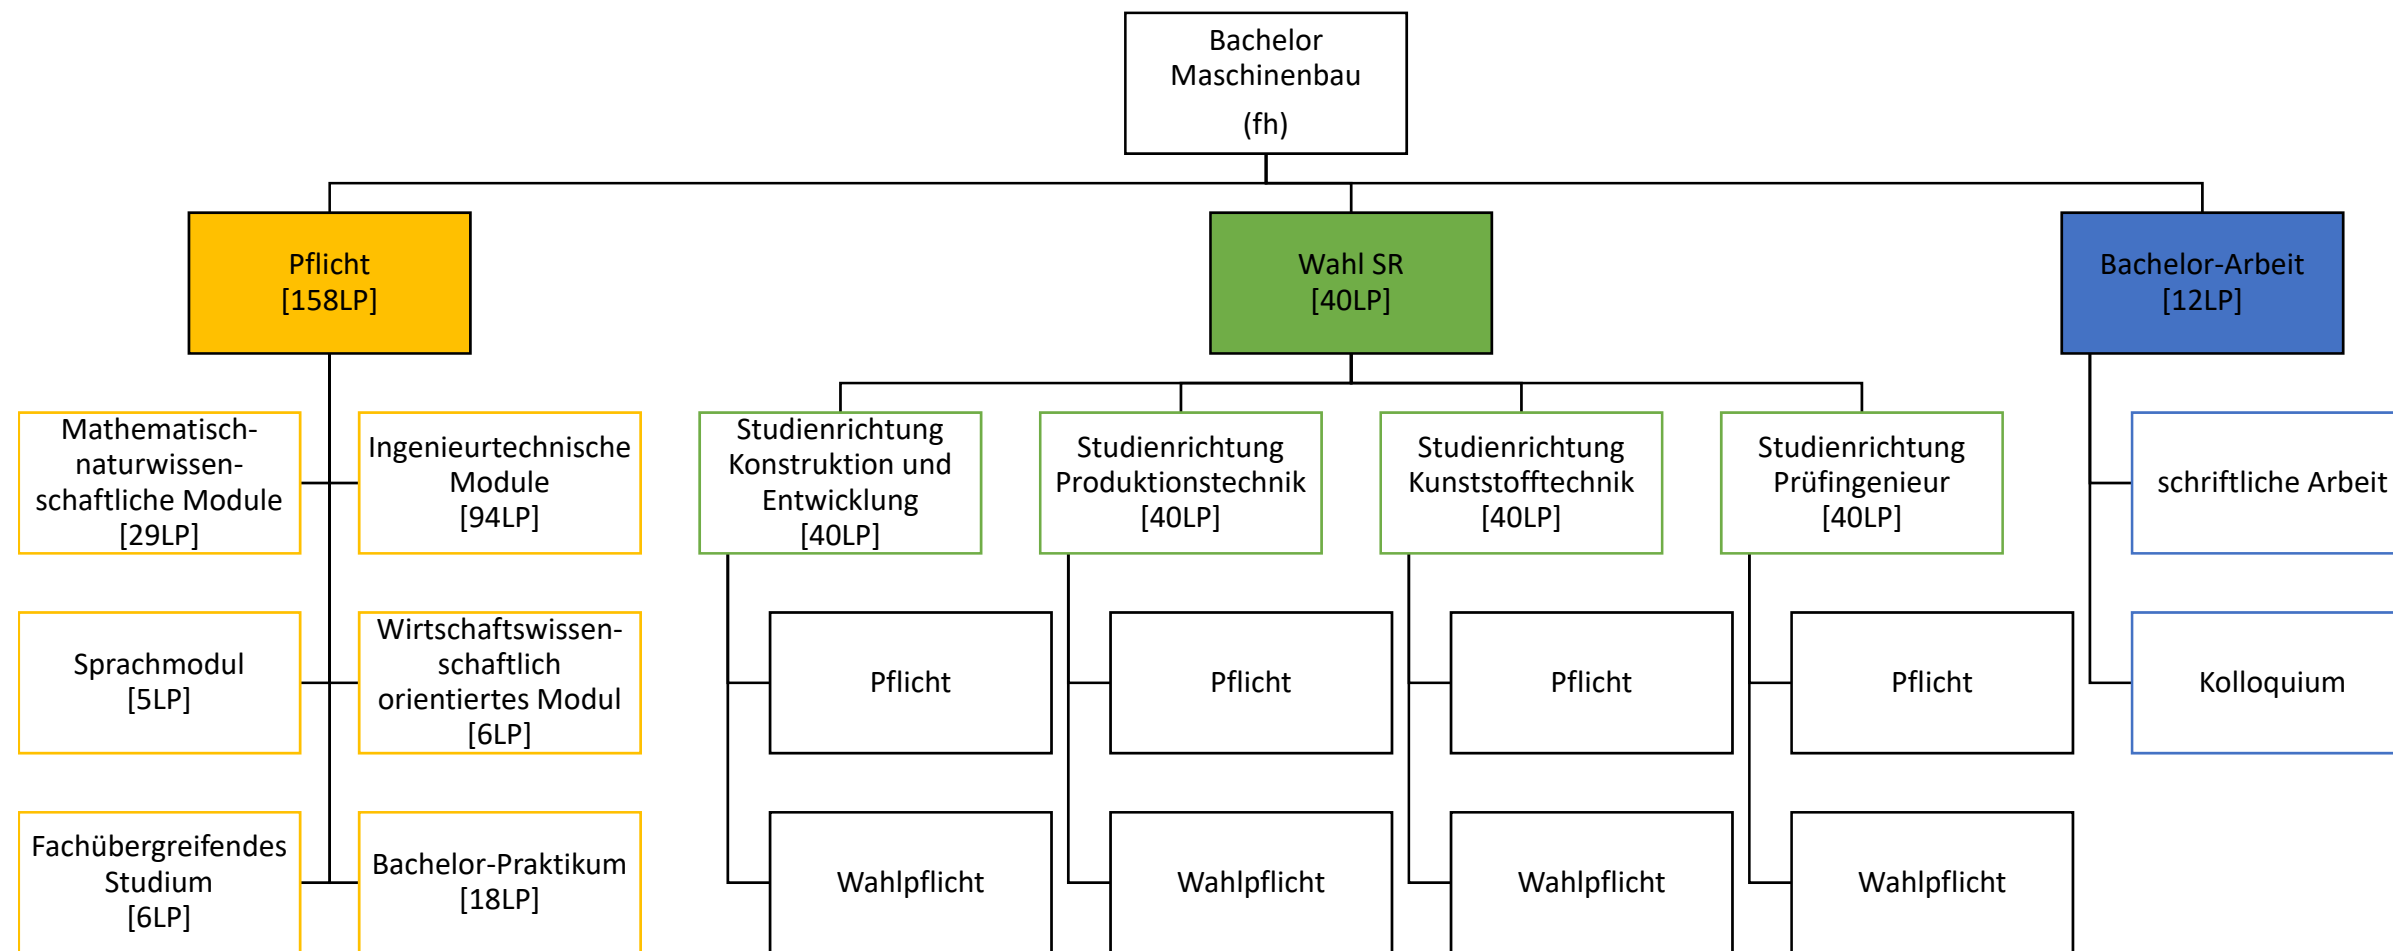 Bachelor
Maschinenbau
(fh)
Pflicht
[158LP]
Wahl SR
[40LP]
Bachelor-Arbeit
[12LP]
Mathematisch-
naturwissen-
schaftliche Module
[29LP]
Ingenieurtechnische
Module
[94LP]
Studienrichtung
Konstruktion und
Entwicklung
[40LP]
Studienrichtung
Produktionstechnik
[40LP]
Studienrichtung
Kunststofftechnik
[40LP]
Studienrichtung
Prüfingenieur
[40LP]
schriftliche Arbeit
Sprachmodul
[5LP]
Wirtschaftswissen-
schaftlich
orientiertes Modul
[6LP]
Pflicht
Pflicht
Pflicht
Pflicht
Kolloquium
Fachübergreifendes
Studium
[6LP]
Bachelor-Praktikum
[18LP]
Wahlpflicht
Wahlpflicht
Wahlpflicht
Wahlpflicht